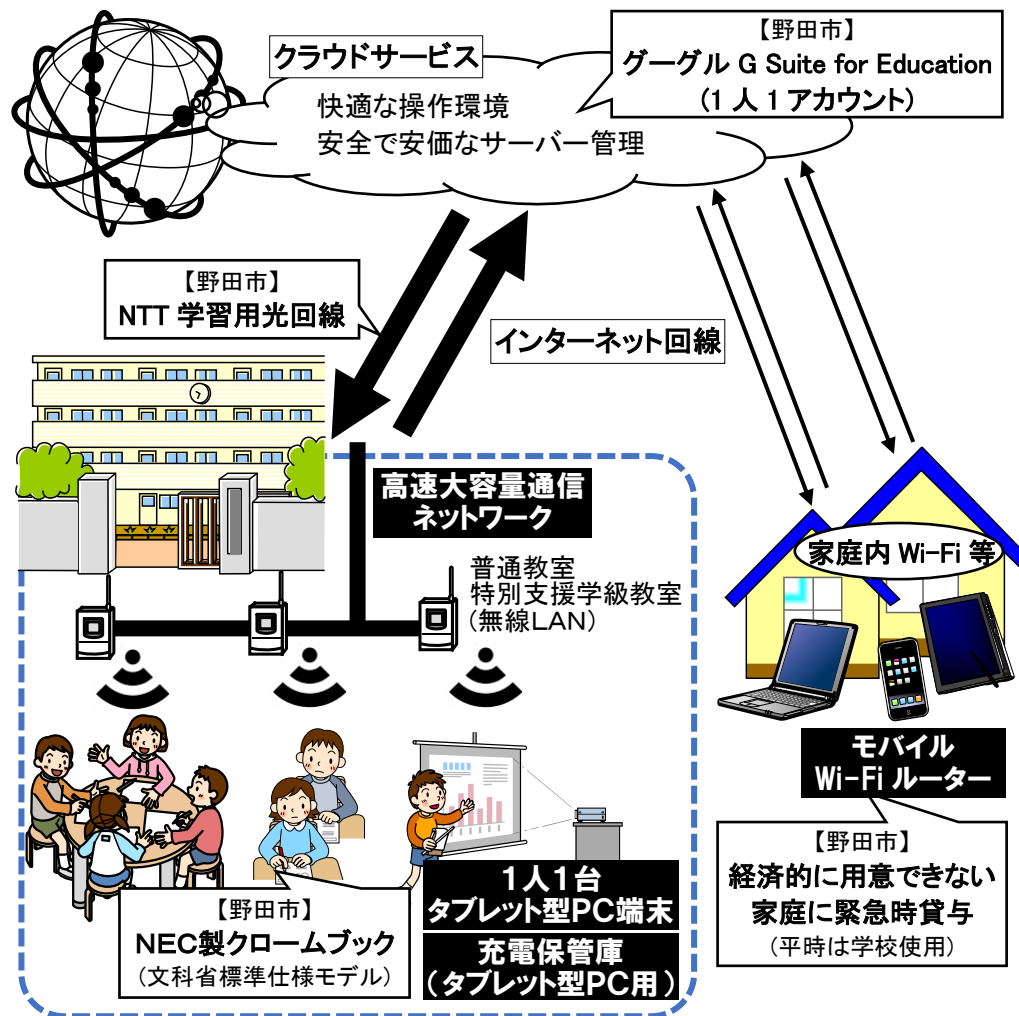 クラウドサービス
快適な操作環境
安全で安価なサーバー管理
【野田市】
グーグル G Suite for Education
(1人1アカウント)
【野田市】
NTT 学習用光回線
インターネット回線
高速大容量通信
ネットワーク
普通教室
特別支援学級教室
(無線LAN)
家庭内 Wi-Fi 等
モバイル
Wi-Fi ルーター
【野田市】
経済的に用意できない
家庭に緊急時貸与
(平時は学校使用)
1人1台
タブレット型PC端末
充電保管庫
(タブレット型PC用)
【野田市】
NEC製クロームブック
(文科省標準仕様モデル)